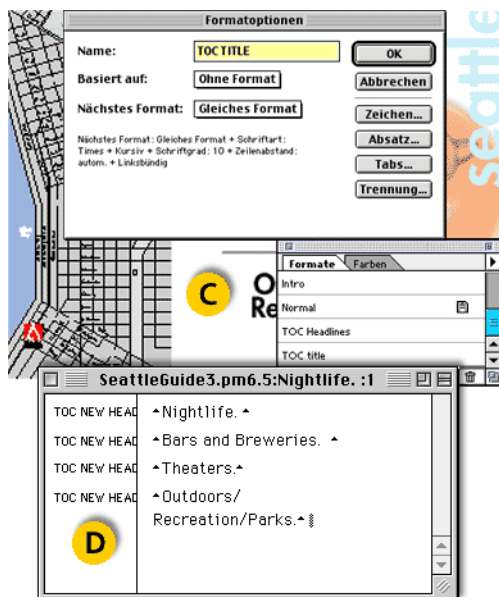 Formatoptionen
Name: TOC TITLE
OK
Basiert auf: Ohne Format
Abbrechen
Nächstes Format: Gleiches Format
Zeichen...
Nächstes Format: Gleiches Format + Schriftart:
Times + Kursiv + Schriftgrad: 10 + Zeilenabstand:
autom. + Linksbündig
Absatz...
Tabs...
Trennung...
seattle
C
O
Re
Formate Farben
Intro
Normal
TOC Headlines
TOC title
SeattleGuide3.pm6.5:Nightlife. :1
TOC NEW HEAD Nightlife.
TOC NEW HEAD Bars and Breweries.
TOC NEW HEAD Theaters.
TOC NEW HEAD Outdoors/
Recreation/Parks.
D